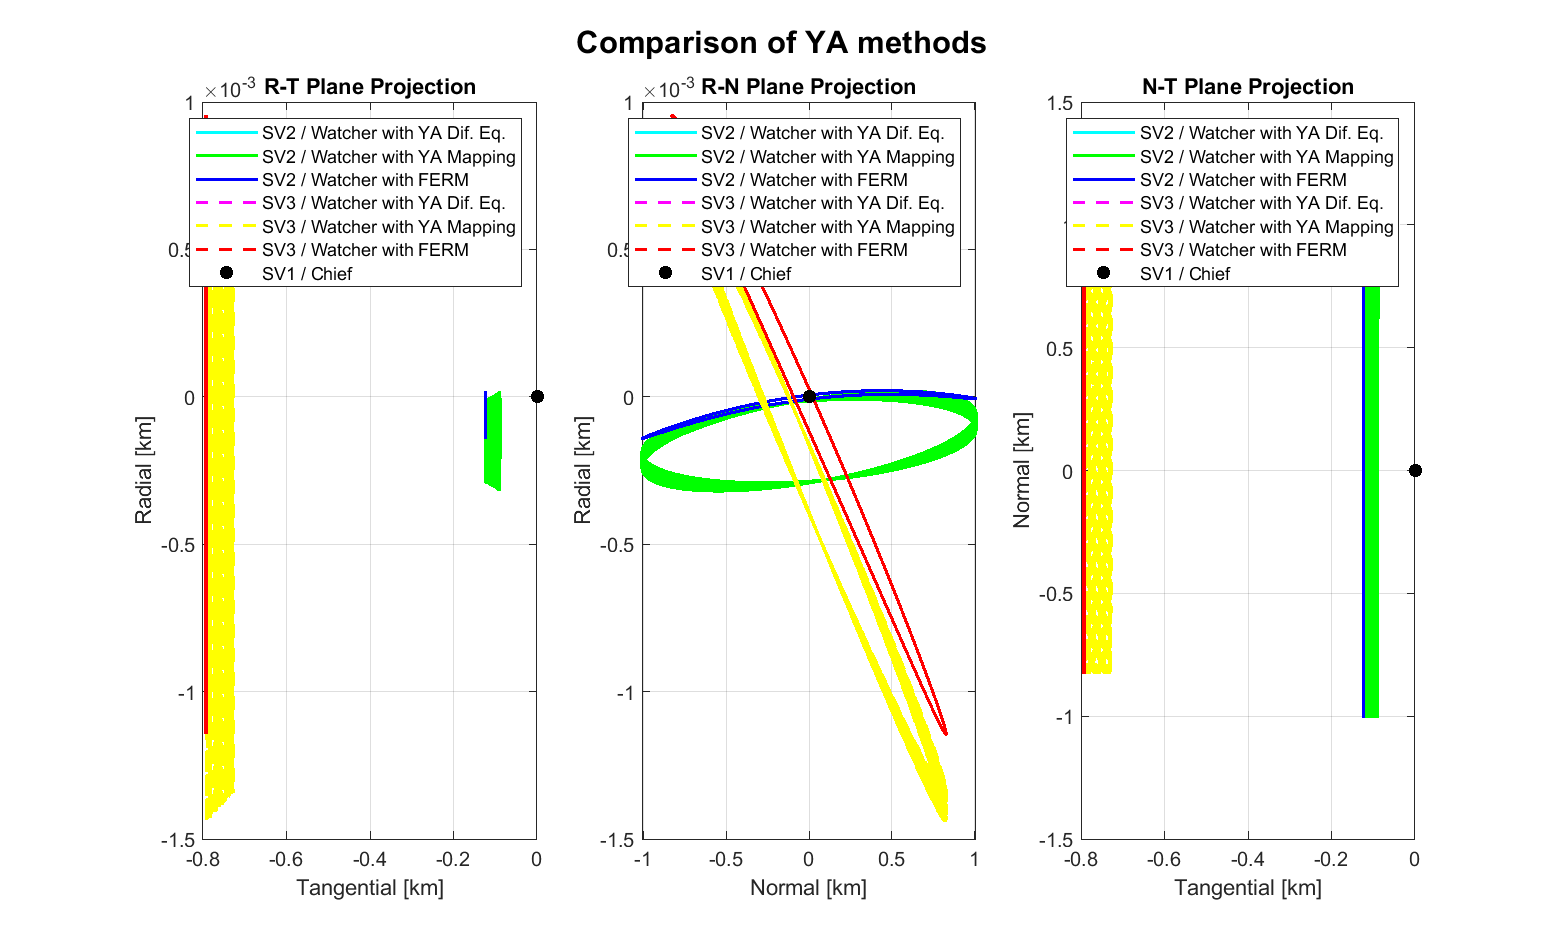 Comparison of YA methods
×10-3 R-T Plane Projection
1
0.5
0
-0.5
-1
-1.5
Radial [km]
-0.8 -0.6 -0.4 -0.2 0
Tangential [km]
SV2 / Watcher with YA Dif. Eq.
SV2 / Watcher with YA Mapping
SV2 / Watcher with FERM
SV3 / Watcher with YA Dif. Eq.
SV3 / Watcher with YA Mapping
SV3 / Watcher with FERM
SV1 / Chief
×10-3 R-N Plane Projection
1
0.5
0
-0.5
-1
-1.5
Radial [km]
-1 -0.5 0 0.5 1
Normal [km]
SV2 / Watcher with YA Dif. Eq.
SV2 / Watcher with YA Mapping
SV2 / Watcher with FERM
SV3 / Watcher with YA Dif. Eq.
SV3 / Watcher with YA Mapping
SV3 / Watcher with FERM
SV1 / Chief
N-T Plane Projection
1.5
0.5
0
-0.5
-1
-1.5
Normal [km]
-0.8 -0.6 -0.4 -0.2 0
Tangential [km]
SV2 / Watcher with YA Dif. Eq.
SV2 / Watcher with YA Mapping
SV2 / Watcher with FERM
SV3 / Watcher with YA Dif. Eq.
SV3 / Watcher with YA Mapping
SV3 / Watcher with FERM
SV1 / Chief